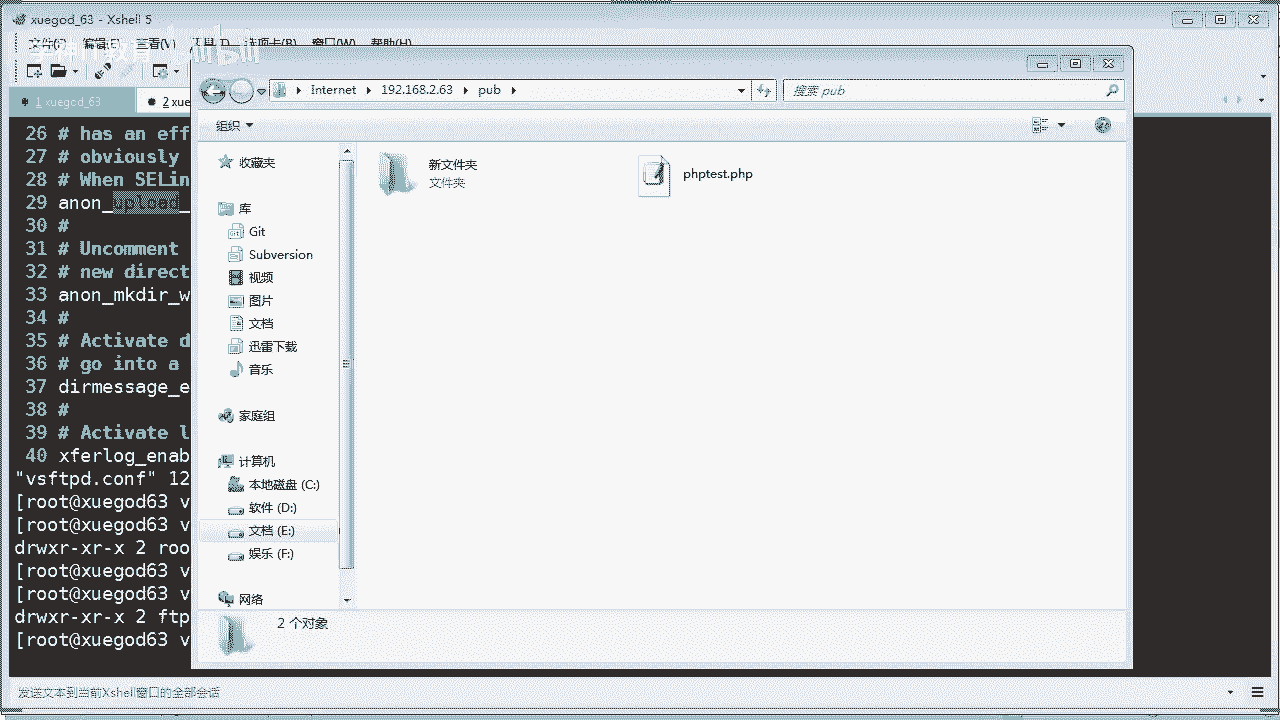 xuegod_63 - Xshell 5
文件(F) 编辑(E) 查看(V) 工具(T) 选项卡(B) 窗口(W) 帮助(H)
bilibili
1 xuegod_63
2 xue
Internet 192.168.2.63 pub
搜索 pub
组织
收藏夹
库
Git
Subversion
视频
图片
文档
迅雷下载
音乐
家庭组
计算机
本地磁盘 (C:)
软件 (D:)
文档 (E:)
娱乐 (F:)
网络
新文件夹
文件夹
phptest.php
2 个对象
26 # has an eff
27 # obviously
28 # When SELin
29 anon_upload_
30 #
31 # Uncomment
32 # new direct
33 anon_mkdir_w
34 #
35 # Activate d
36 # go into a
37 dirmessage_e
38 #
39 # Activate l
40 xferlog_enab
"vsftpd.conf" 12
[root@xuegod63 v
[root@xuegod63 v
drwxr-xr-x 2 roo
[root@xuegod63 v
[root@xuegod63 v
drwxr-xr-x 2 ftp
[root@xuegod63 v
发送文本到当前Xshell窗口的全部会话